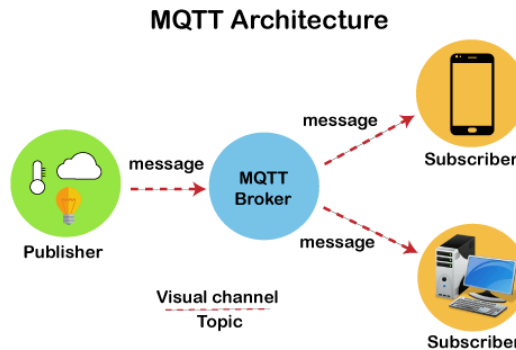 MQTT Architecture
message
Subscriber
message
MQTT
Broker
Publisher
message
Visual channel
Topic
Subscriber